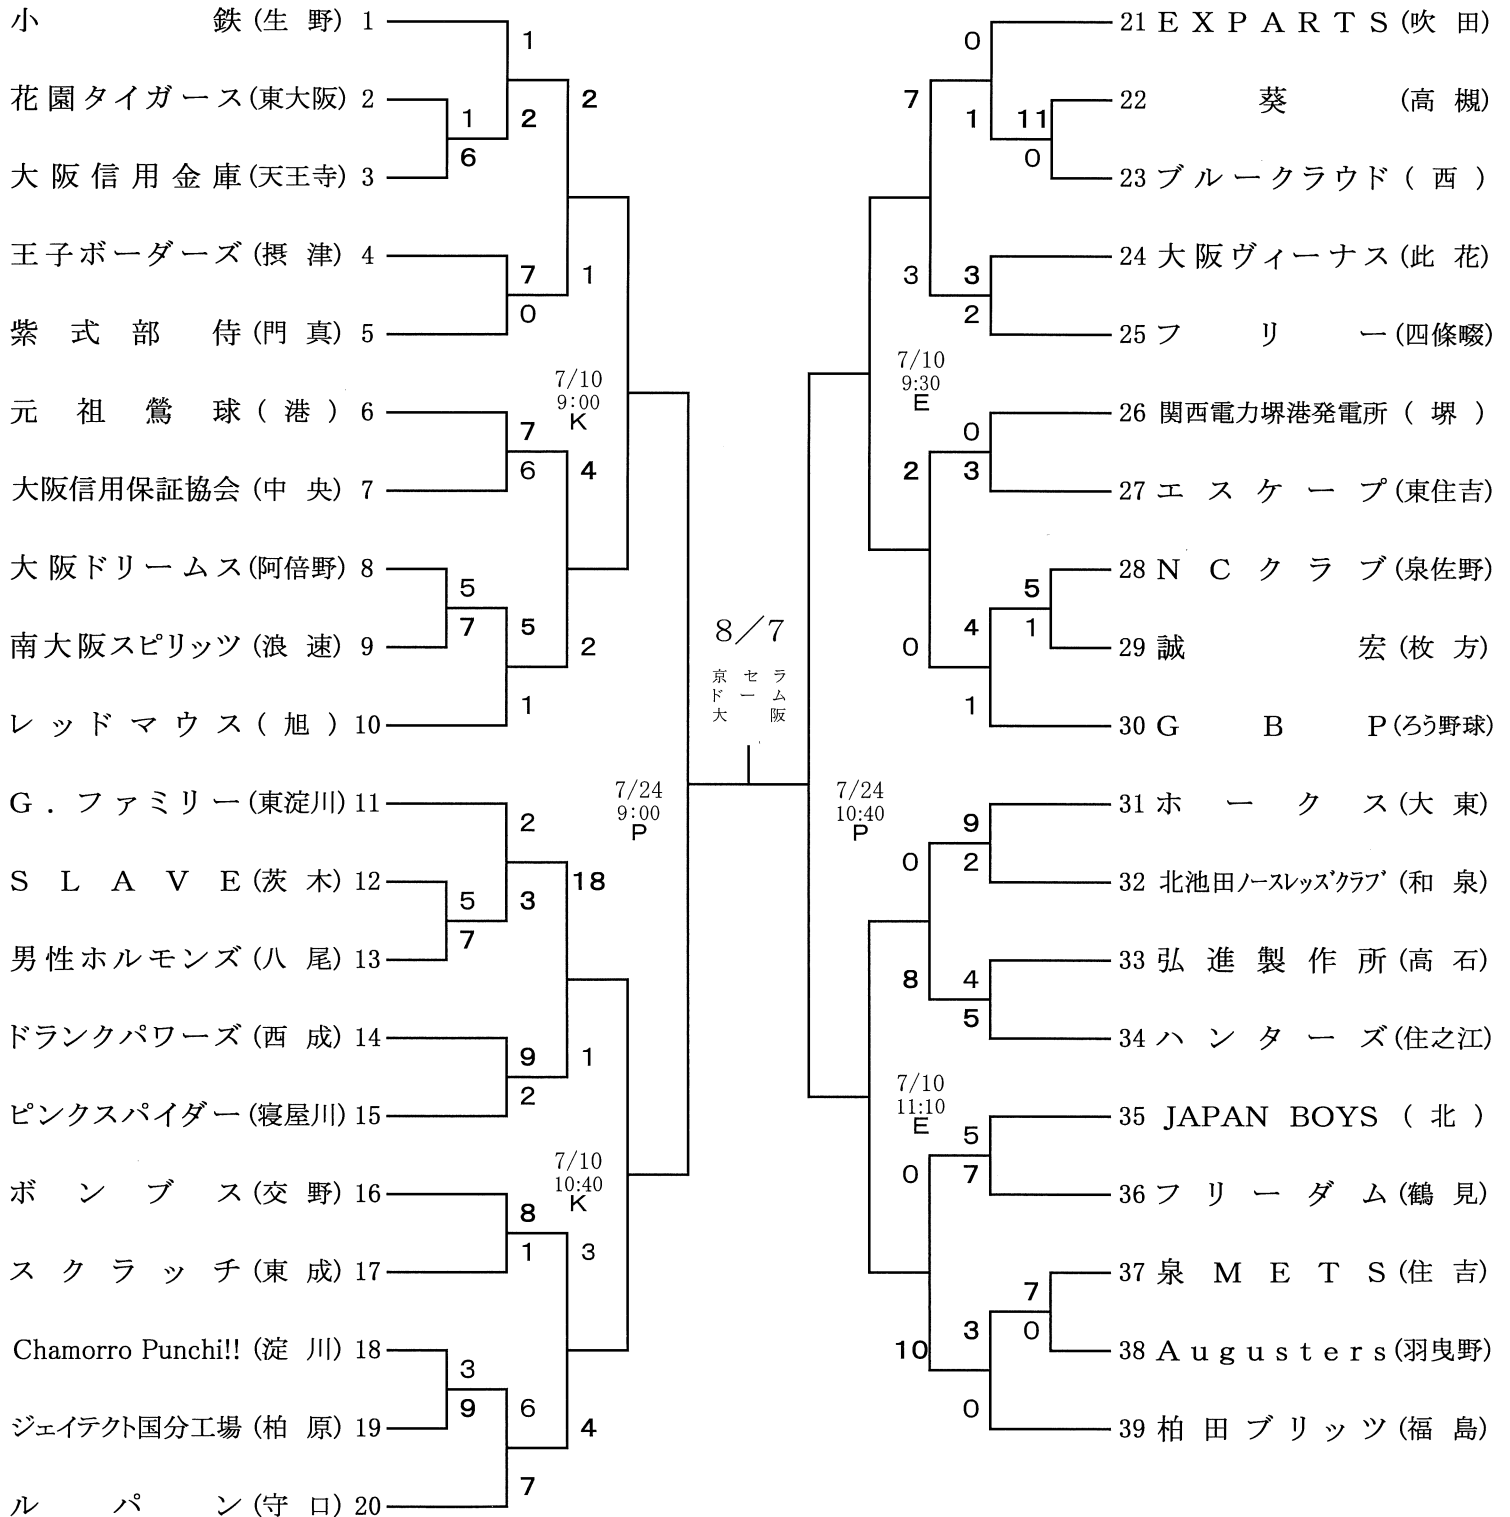 小鉄(生野) 1
1
花園タイガース(東大阪) 2
1
2
2
6
大阪信用金庫(天王寺) 3
王子ボーダーズ(摂津) 4
7
1
0
紫式部侍(門真) 5
7/10
9:00
K
元祖鶯球(港) 6
7
6
4
大阪信用保証協会(中央) 7
大阪ドリームス(阿倍野) 8
5
7
5
2
南大阪スピリッツ(浪速) 9
1
レッドマウス(旭) 10
G.ファミリー(東淀川) 11
2
18
SLAVE(茨木) 12
5
3
7
男性ホルモンズ(八尾) 13
ドランクパワーズ(西成) 14
9
1
2
ピンクスパイダー(寝屋川) 15
7/10
10:40
K
ボンブス(交野) 16
8
1
3
スクラッチ(東成) 17
Chamorro Punchi!!(淀川) 18
3
9
6
4
ジェイテクト国分工場(柏原) 19
7
ルパン(守口) 20
7/24
9:00
P
8/7
京セラ
ドーム
大阪
7/24
10:40
P
0
21 EXPARTS(吹田)
7
1
11
22 葵(高槻)
0
23 ブルークラウド(西)
3
3
24 大阪ヴィーナス(此花)
2
25 フリー(四條畷)
7/10
9:30
E
0
26 関西電力堺港発電所(堺)
2
3
27 エスケープ(東住吉)
5
28 NCクラブ(泉佐野)
4
1
0
29 誠宏(枚方)
1
30 GBP(ろう野球)
9
31 ホークス(大東)
0
2
32 北池田ノースレッズクラブ(和泉)
8
4
33 弘進製作所(高石)
5
34 ハンターズ(住之江)
7/10
11:10
E
5
35 JAPAN BOYS(北)
0
7
36 フリーダム(鶴見)
7
37 泉METS(住吉)
3
0
10
38 Augusters(羽曳野)
0
39 柏田ブリッツ(福島)